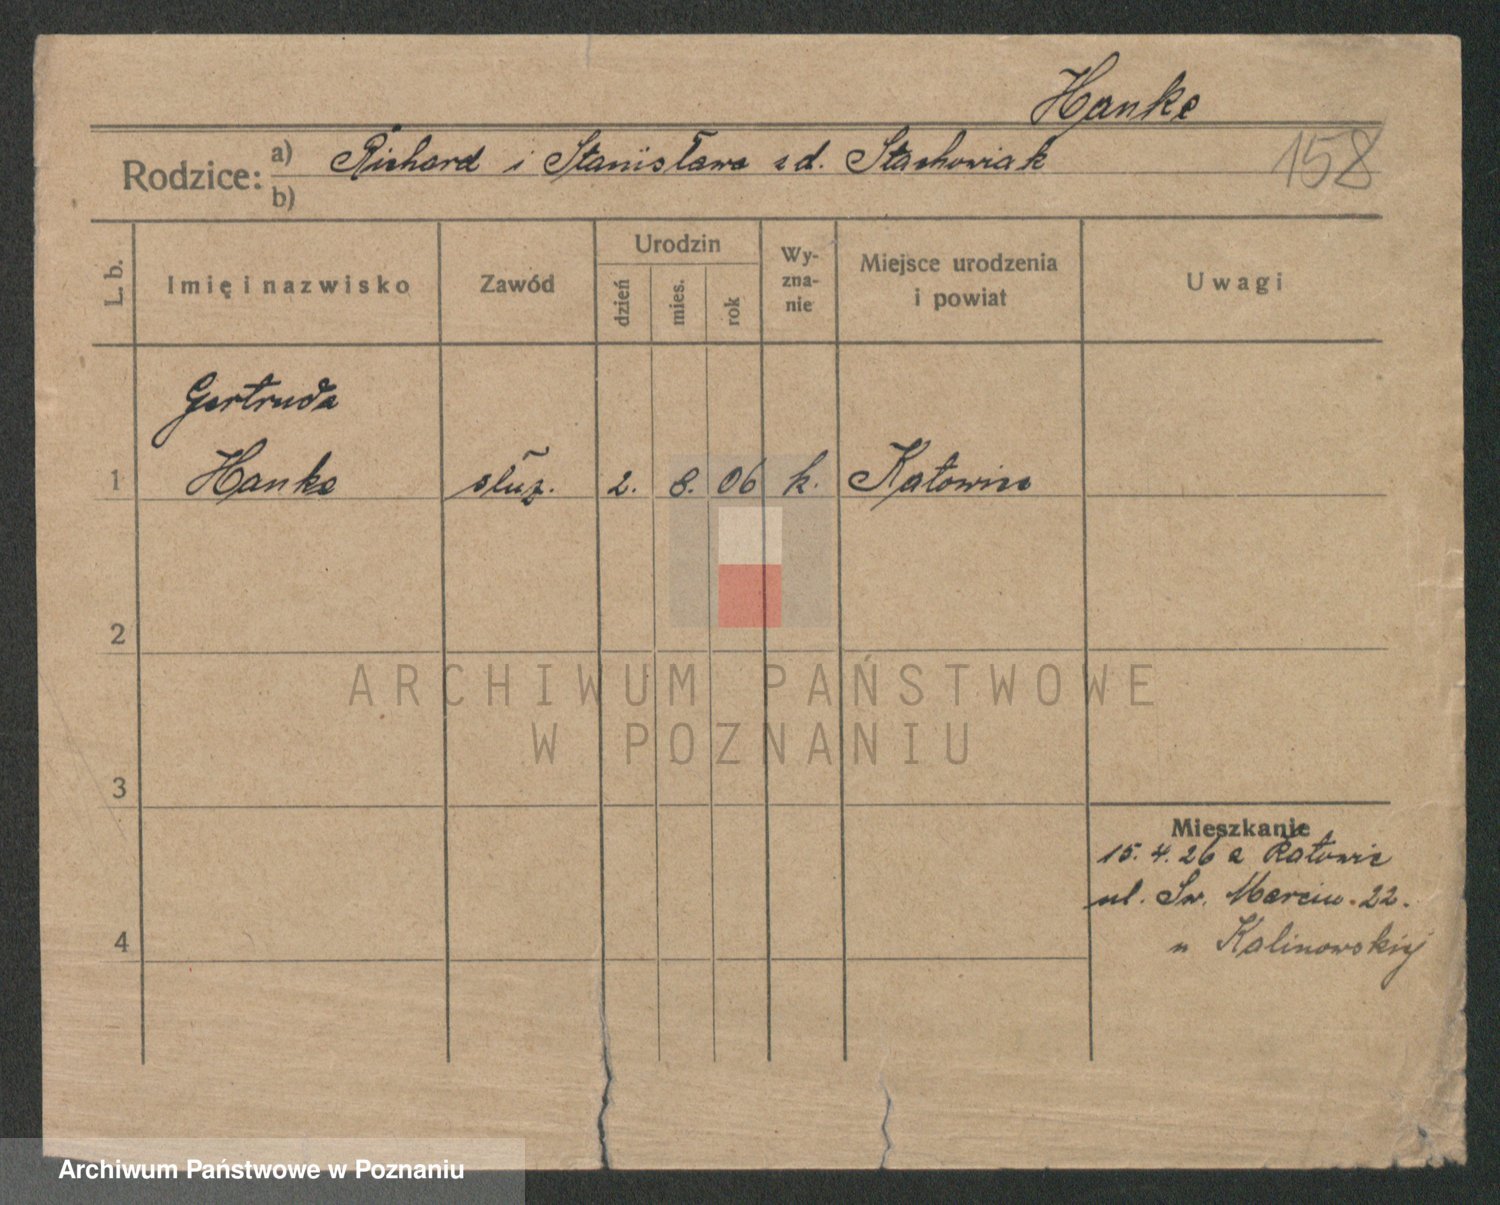 Hanke
Rodzice: a) Richard i Stanisława z d. Stachowiak
158
b)
L. b.
Imię i nazwisko
Zawód
Urodzin
dzień
mies.
rok
Wy-
zna-
nie
Miejsce urodzenia
i powiat
Uwagi
Gertruda
1 Hanke służ. 2. 8. 06 k. Katowice
2
ARCHIWUM PAŃSTWOWE
W POZNANIU
3
Mieszkanie
15. 4. 26 z Katowic
ul. Św. Marcin. 22.
4
u Kalinowskiej
Archiwum Państwowe w Poznaniu